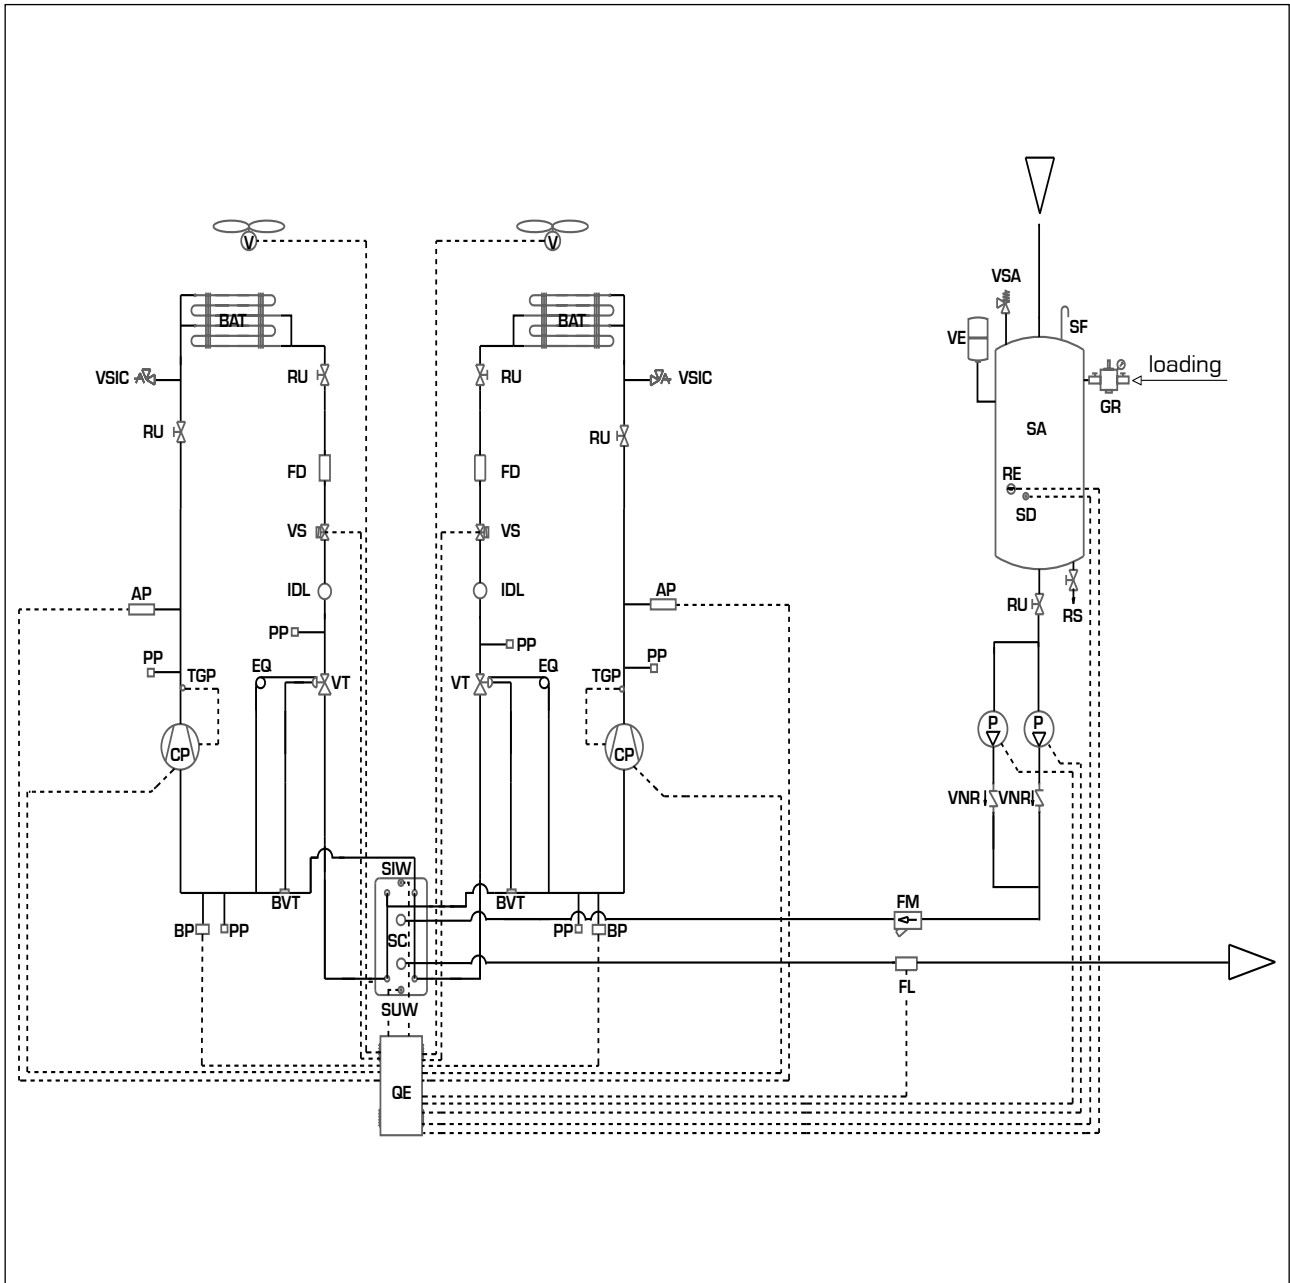 V V
VSA
SF
VE
BAT BAT
loading
VSIC RU RU VSIC
GR
RU RU
SA
FD FD
RE
SD
VS VS
AP IDL IDL AP
RU RS
PP PP
PP TGP EQ VT VT EQ TGP PP
P P
CP CP
VNR VNR
SIW
BVT BVT
FM
BP PP SC PP BP
FL
SUW
QE